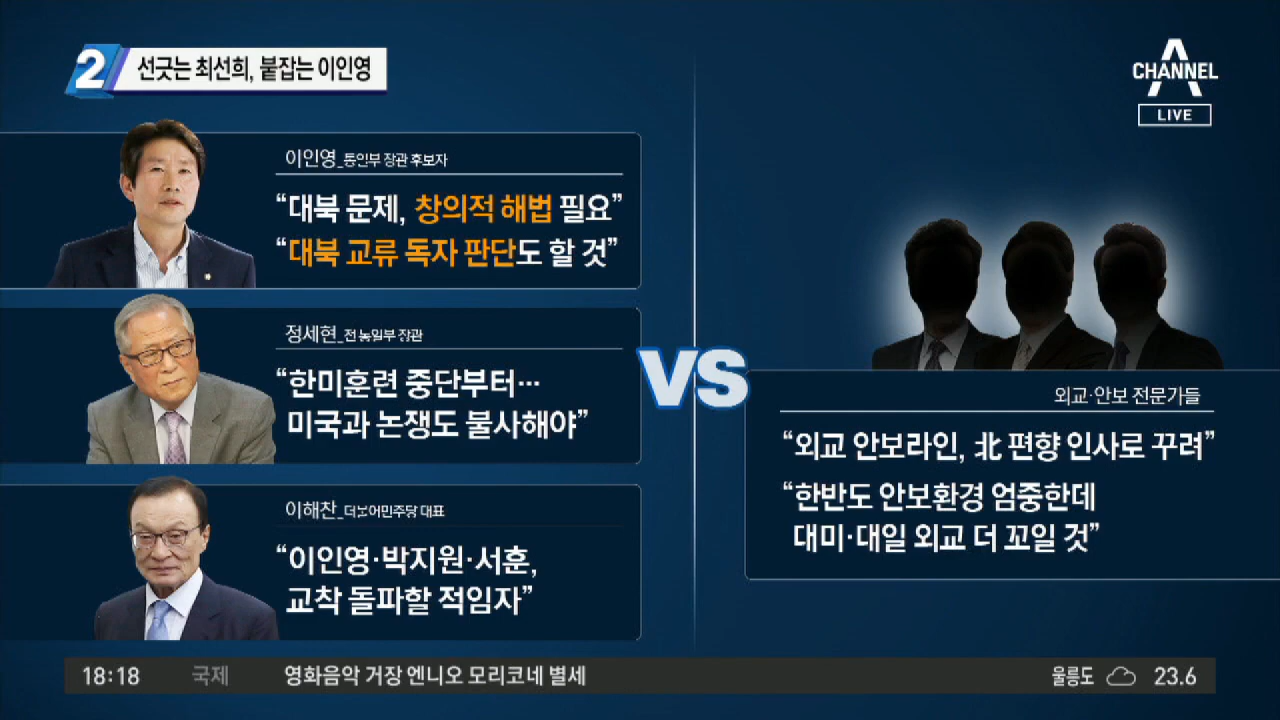 2 선긋는 최선희, 붙잡는 이인영
CHANNEL A
LIVE
이인영_통일부 장관 후보자
“대북 문제, 창의적 해법 필요”
“대북 교류 독자 판단도 할 것”
정세현_전 통일부 장관
“한미훈련 중단부터…
미국과 논쟁도 불사해야”
이해찬_더불어민주당 대표
“이인영·박지원·서훈,
교착 돌파할 적임자”
VS
외교·안보 전문가들
“외교 안보라인, 北 편향 인사로 꾸려”
“한반도 안보환경 엄중한데
대미·대일 외교 더 꼬일 것”
18:18 국제 영화음악 거장 엔니오 모리코네 별세 울릉도 23.6